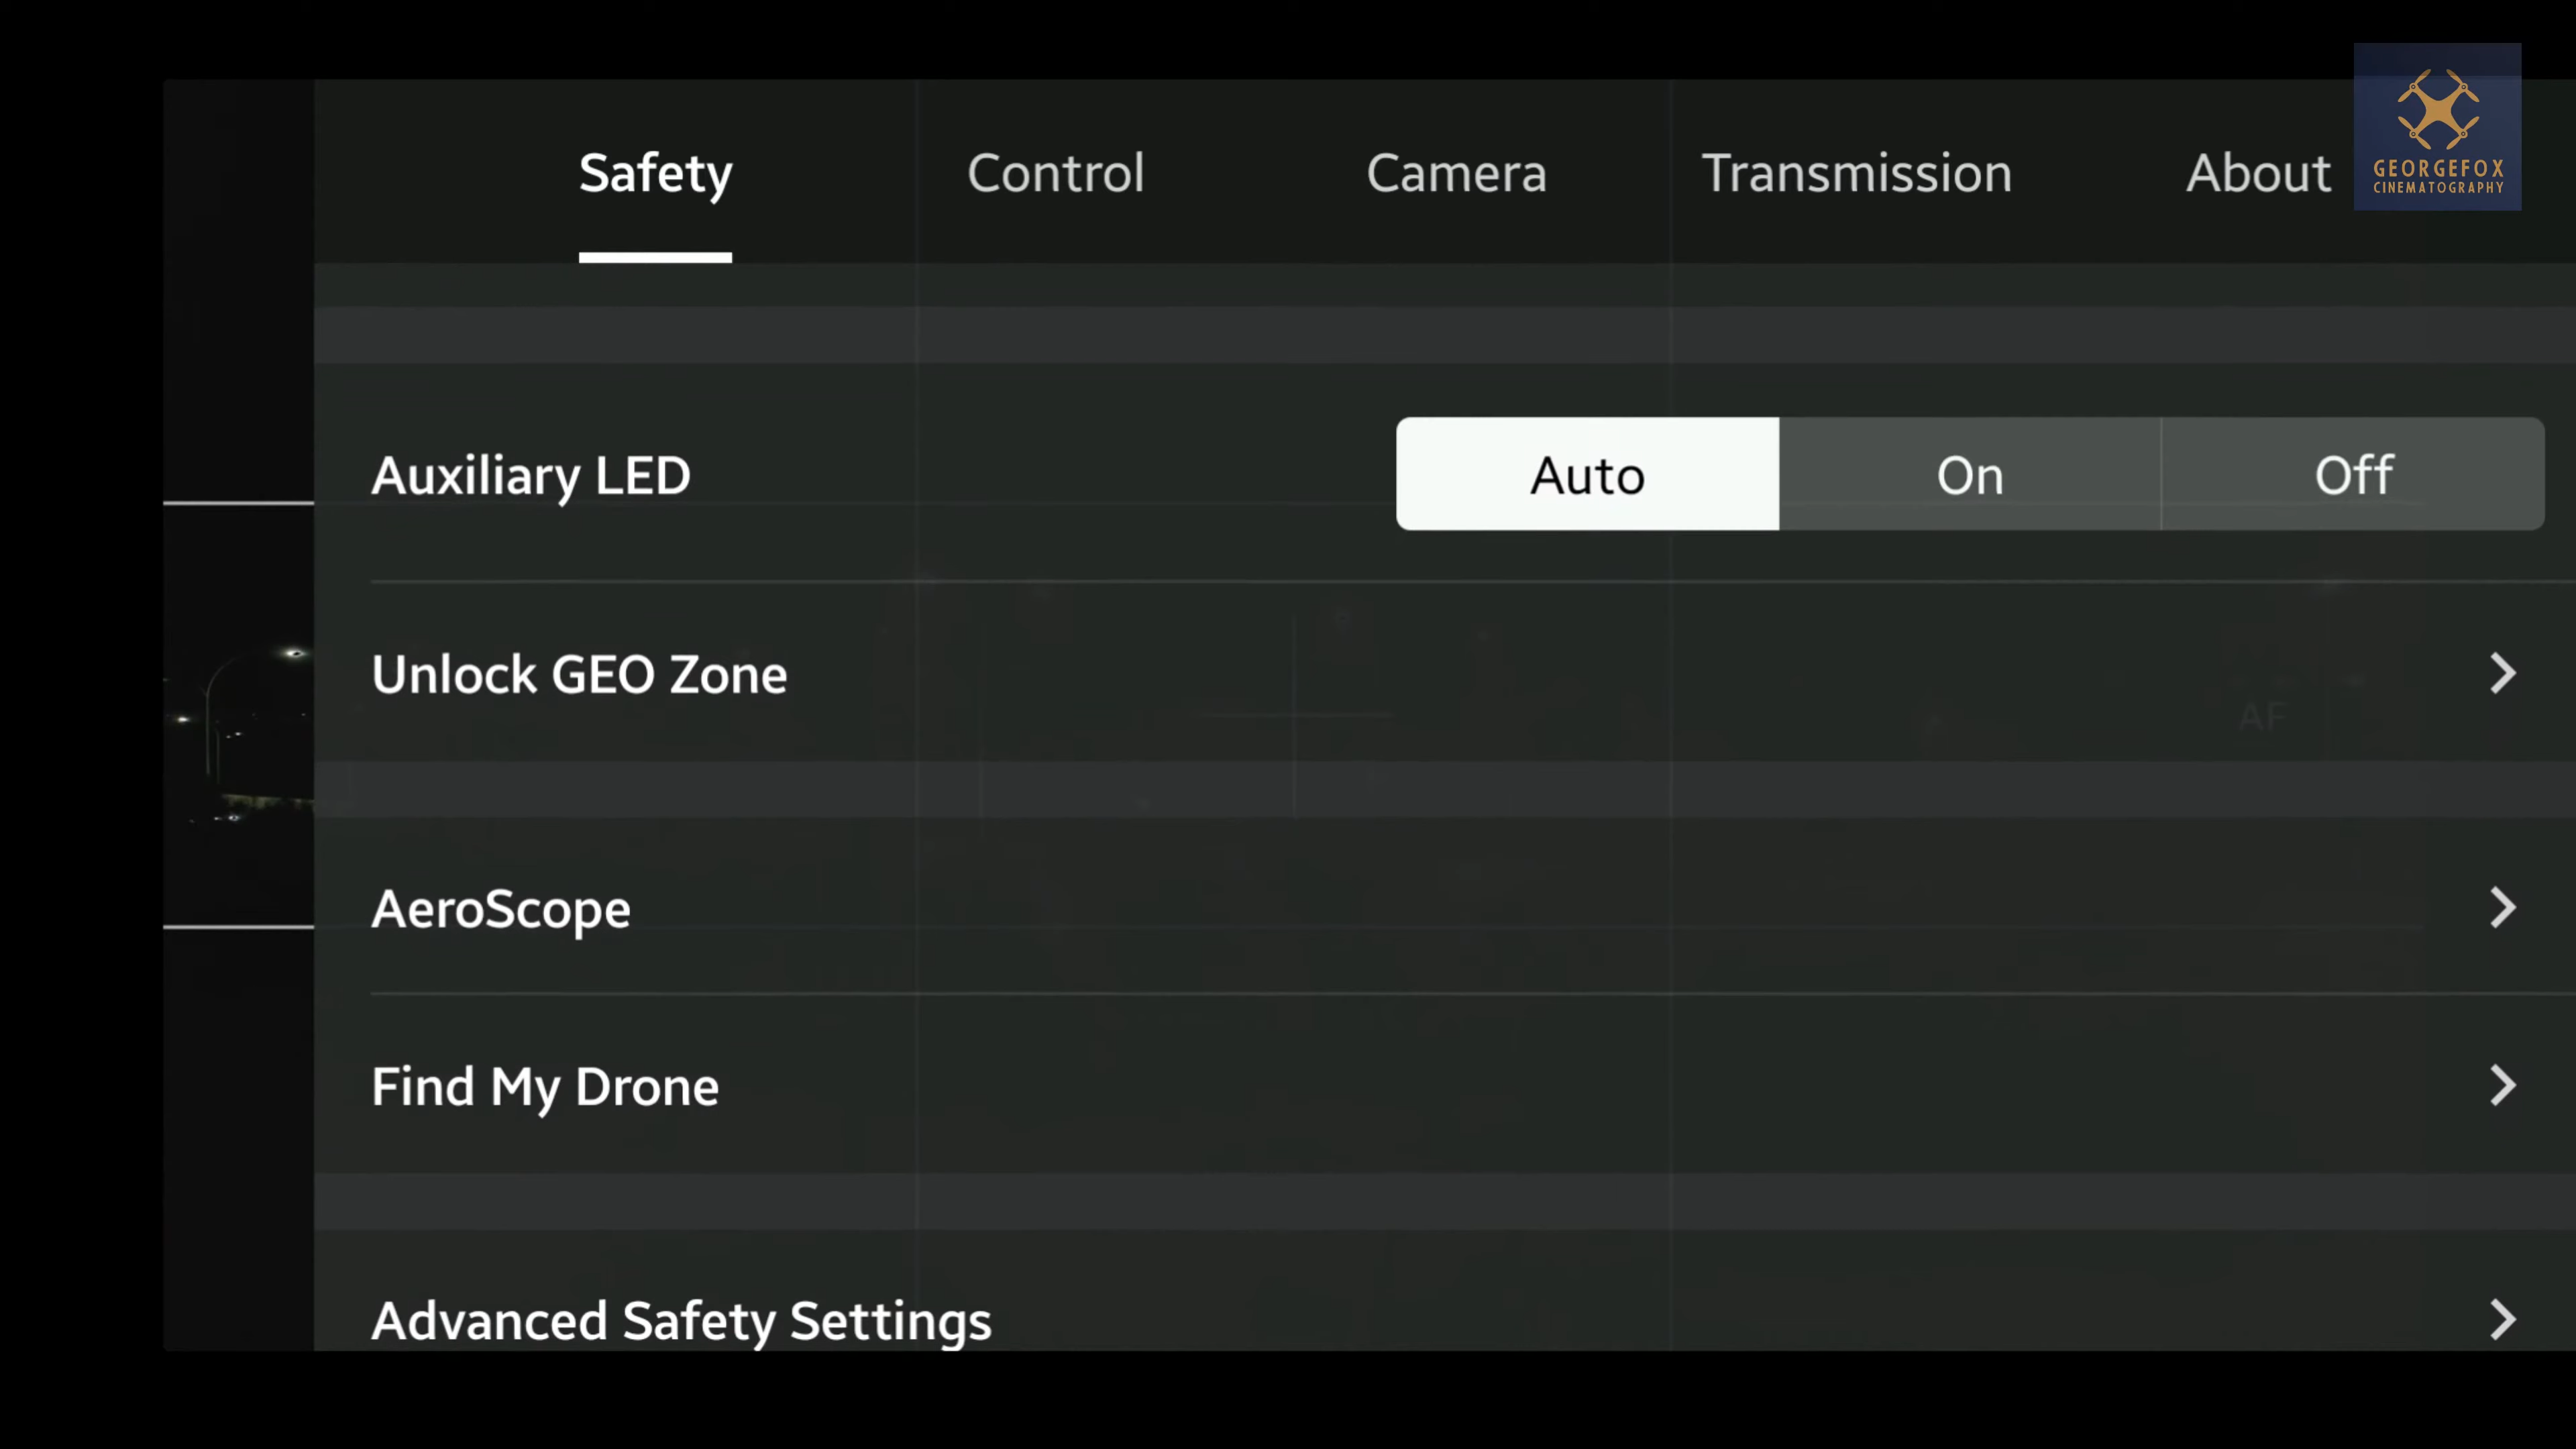 Safety Control Camera Transmission About
GEORGEFOX
CINEMATOGRAPHY
Auxiliary LED Auto On Off
Unlock GEO Zone
AF
AeroScope
Find My Drone
Advanced Safety Settings